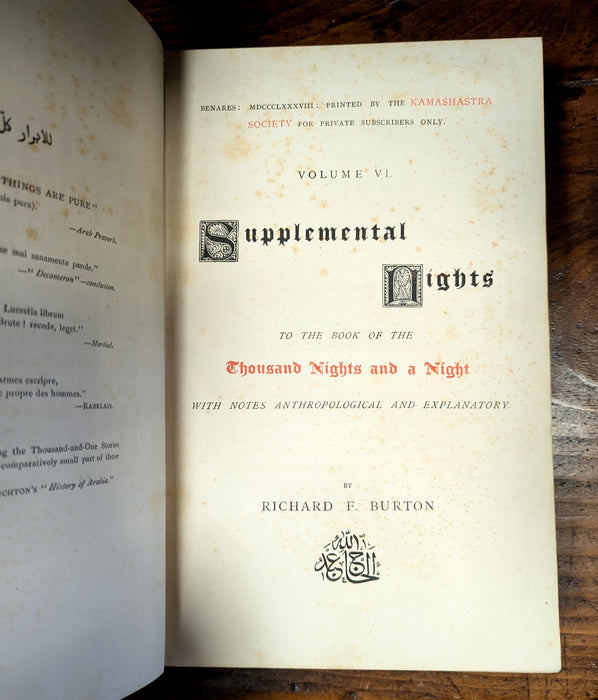 للابرار كل
THINGS ARE PURE"
pura).
—Arab Proverb.
mai sanamente parole."
—"Decameron"—conclusion.
Lucretia librum
Brute! recede, leget."
—Martial.
armes escripre,
propre des hommes."
—RABELAIS.
the Thousand-and-One Stories
comparatively small part of these
"History of Arabia."
BENARES: MDCCCLXXXVIII: PRINTED BY THE KAMASHASTRA
SOCIETY FOR PRIVATE SUBSCRIBERS ONLY.
VOLUME VI.
Supplemental
Nights
TO THE BOOK OF THE
Thousand Nights and a Night
WITH NOTES ANTHROPOLOGICAL AND EXPLANATORY
BY
RICHARD F. BURTON